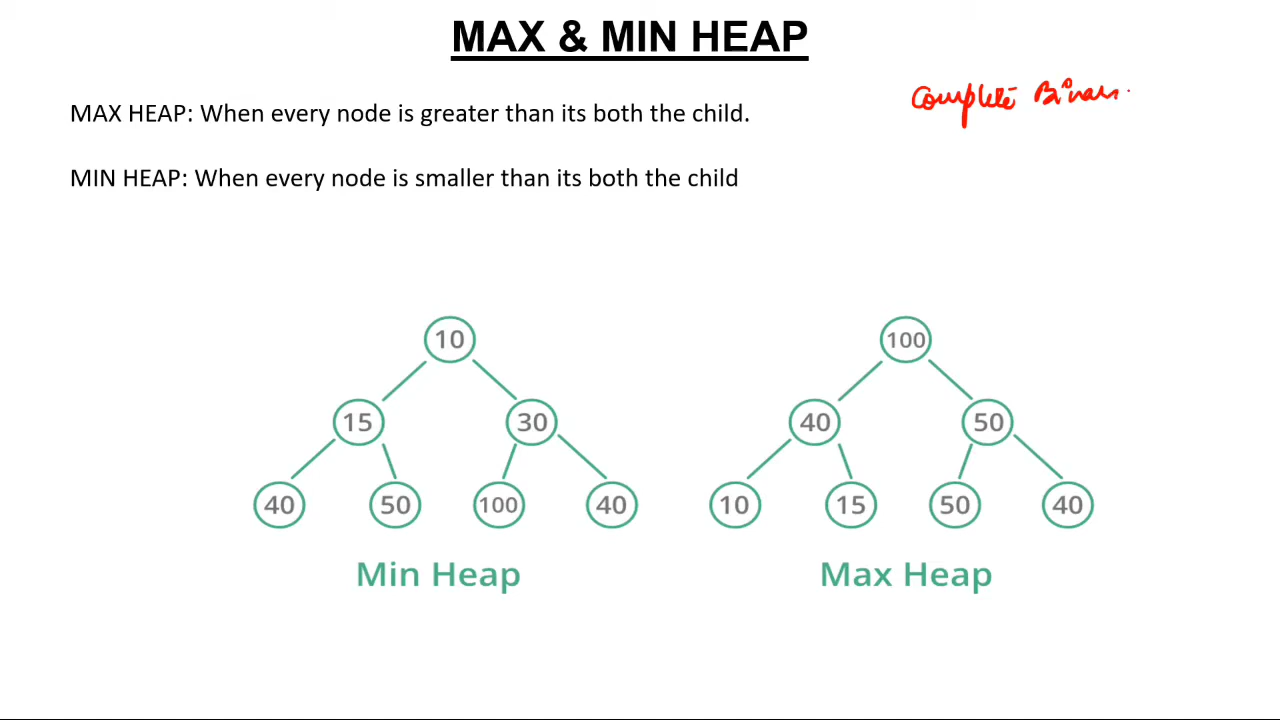 MAX & MIN HEAP
Complete Binar
MAX HEAP: When every node is greater than its both the child.
MIN HEAP: When every node is smaller than its both the child
10
100
15
30
40
50
40
50
100
40
10
15
50
40
Min Heap
Max Heap